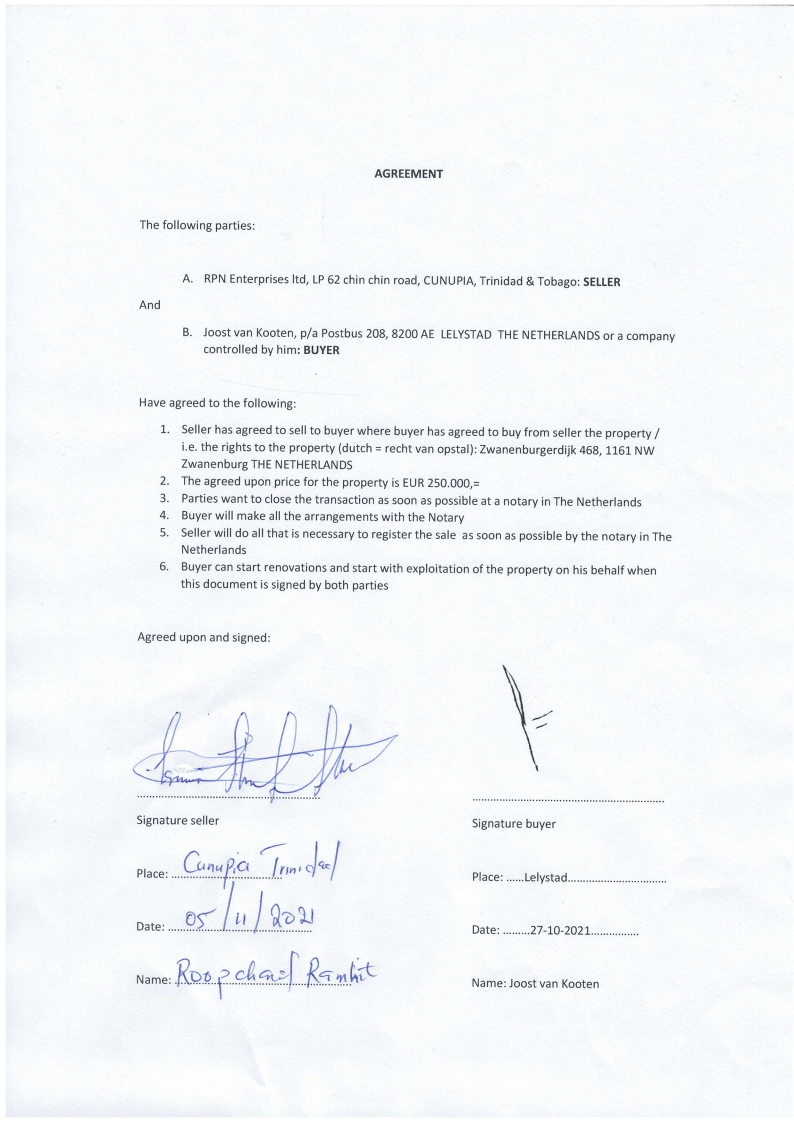 AGREEMENT
The following parties:
A. RPN Enterprises ltd, LP 62 chin chin road, CUNUPIA, Trinidad & Tobago: SELLER
And
B. Joost van Kooten, p/a Postbus 208, 8200 AE LELYSTAD THE NETHERLANDS or a company
controlled by him: BUYER
Have agreed to the following:
1. Seller has agreed to sell to buyer where buyer has agreed to buy from seller the property /
i.e. the rights to the property (dutch = recht van opstal): Zwanenburgerdijk 468, 1161 NW
Zwanenburg THE NETHERLANDS
2. The agreed upon price for the property is EUR 250.000,=
3. Parties want to close the transaction as soon as possible at a notary in The Netherlands
4. Buyer will make all the arrangements with the Notary
5. Seller will do all that is necessary to register the sale as soon as possible by the notary in The
Netherlands
6. Buyer can start renovations and start with exploitation of the property on his behalf when
this document is signed by both parties
Agreed upon and signed:
Signature seller
Place: Cunupia Trinidad
Date: 05/11/2021
Name: Roopchand
Signature buyer
Place: ......Lelystad..............................
Date: .........27-10-2021...............
Name: Joost van Kooten